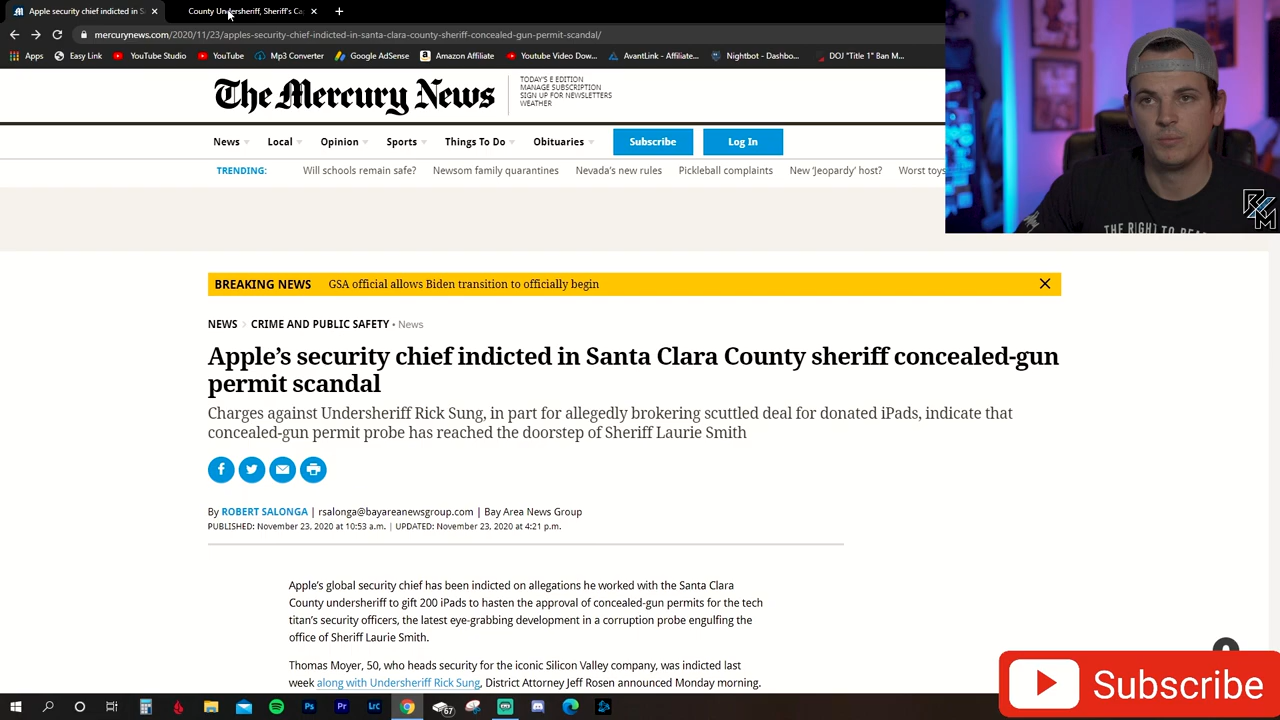 Apple security chief indicted in S
County Undersheriff, Sheriff's Ca
mercurynews.com/2020/11/23/apples-security-chief-indicted-in-santa-clara-county-sheriff-concealed-gun-permit-scandal/
Apps Easy Link YouTube Studio YouTube Mp3 Converter Google AdSense Amazon Affiliate Youtube Video Dow... AvantLink - Affiliate... Nightbot - Dashbo... DOJ "Title 1" Ban M...
The Mercury News
TODAY'S E EDITION
MANAGE SUBSCRIPTION
SIGN UP FOR NEWSLETTERS
WEATHER
News Local Opinion Sports Things To Do Obituaries Subscribe Log In
TRENDING: Will schools remain safe? Newsom family quarantines Nevada's new rules Pickleball complaints New 'Jeopardy' host? Worst toys
THE RIGHT TO BEA
RKM
BREAKING NEWS GSA official allows Biden transition to officially begin
NEWS > CRIME AND PUBLIC SAFETY • News
Apple's security chief indicted in Santa Clara County sheriff concealed-gun
permit scandal
Charges against Undersheriff Rick Sung, in part for allegedly brokering scuttled deal for donated iPads, indicate that
concealed-gun permit probe has reached the doorstep of Sheriff Laurie Smith
By ROBERT SALONGA | rsalonga@bayareanewsgroup.com | Bay Area News Group
PUBLISHED: November 23, 2020 at 10:53 a.m. | UPDATED: November 23, 2020 at 4:21 p.m.
Apple's global security chief has been indicted on allegations he worked with the Santa Clara
County undersheriff to gift 200 iPads to hasten the approval of concealed-gun permits for the tech
titan's security officers, the latest eye-grabbing development in a corruption probe engulfing the
office of Sheriff Laurie Smith.
Thomas Moyer, 50, who heads security for the iconic Silicon Valley company, was indicted last
week along with Undersheriff Rick Sung, District Attorney Jeff Rosen announced Monday morning.
Subscribe
Ps Pr Lrc 67